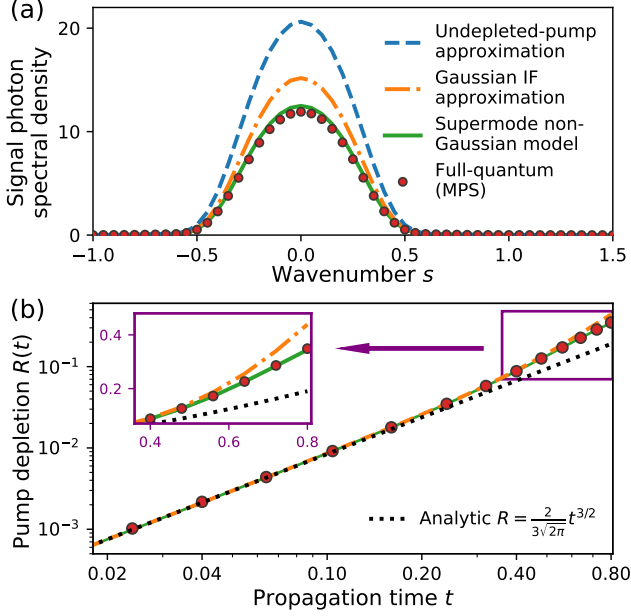 (a)
Signal photon
spectral density
20
10
0
Undepleted-pump
approximation
Gaussian IF
approximation
Supermode non-
Gaussian model
Full-quantum
(MPS)
−1.0 −0.5 0.0 0.5 1.0 1.5
Wavenumber s
(b)
Pump depletion R(t)
10⁻¹
10⁻²
10⁻³
0.4
0.2
0.4 0.6 0.8
Analytic R = 2/(3√2π) t^{3/2}
0.02 0.04 0.10 0.20 0.40 0.80
Propagation time t